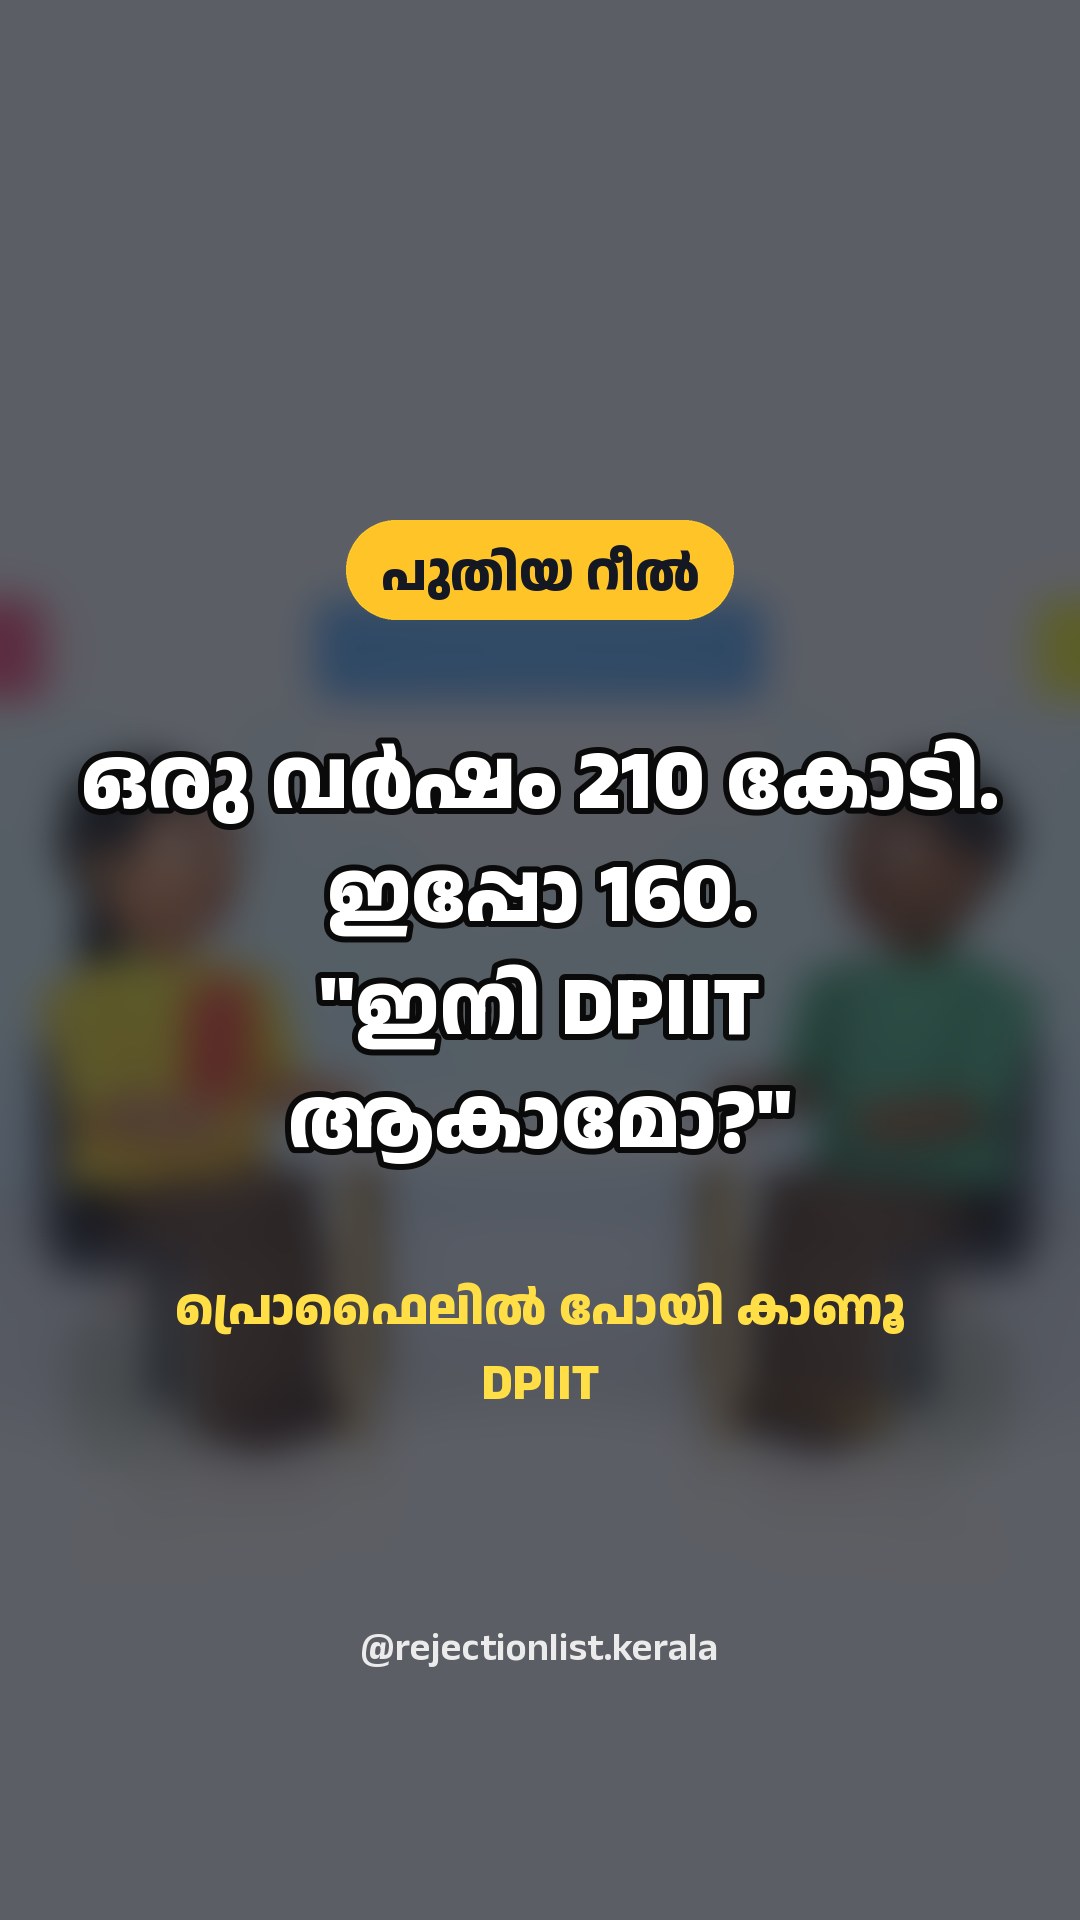 പുതിയ റീൽ
ഒരു വർഷം 210 കോടി.
ഇപ്പോ 160.
"ഇനി DPIIT
ആകാമോ?"
പ്രൊഫൈലിൽ പോയി കാണൂ
DPIIT
@rejectionlist.kerala